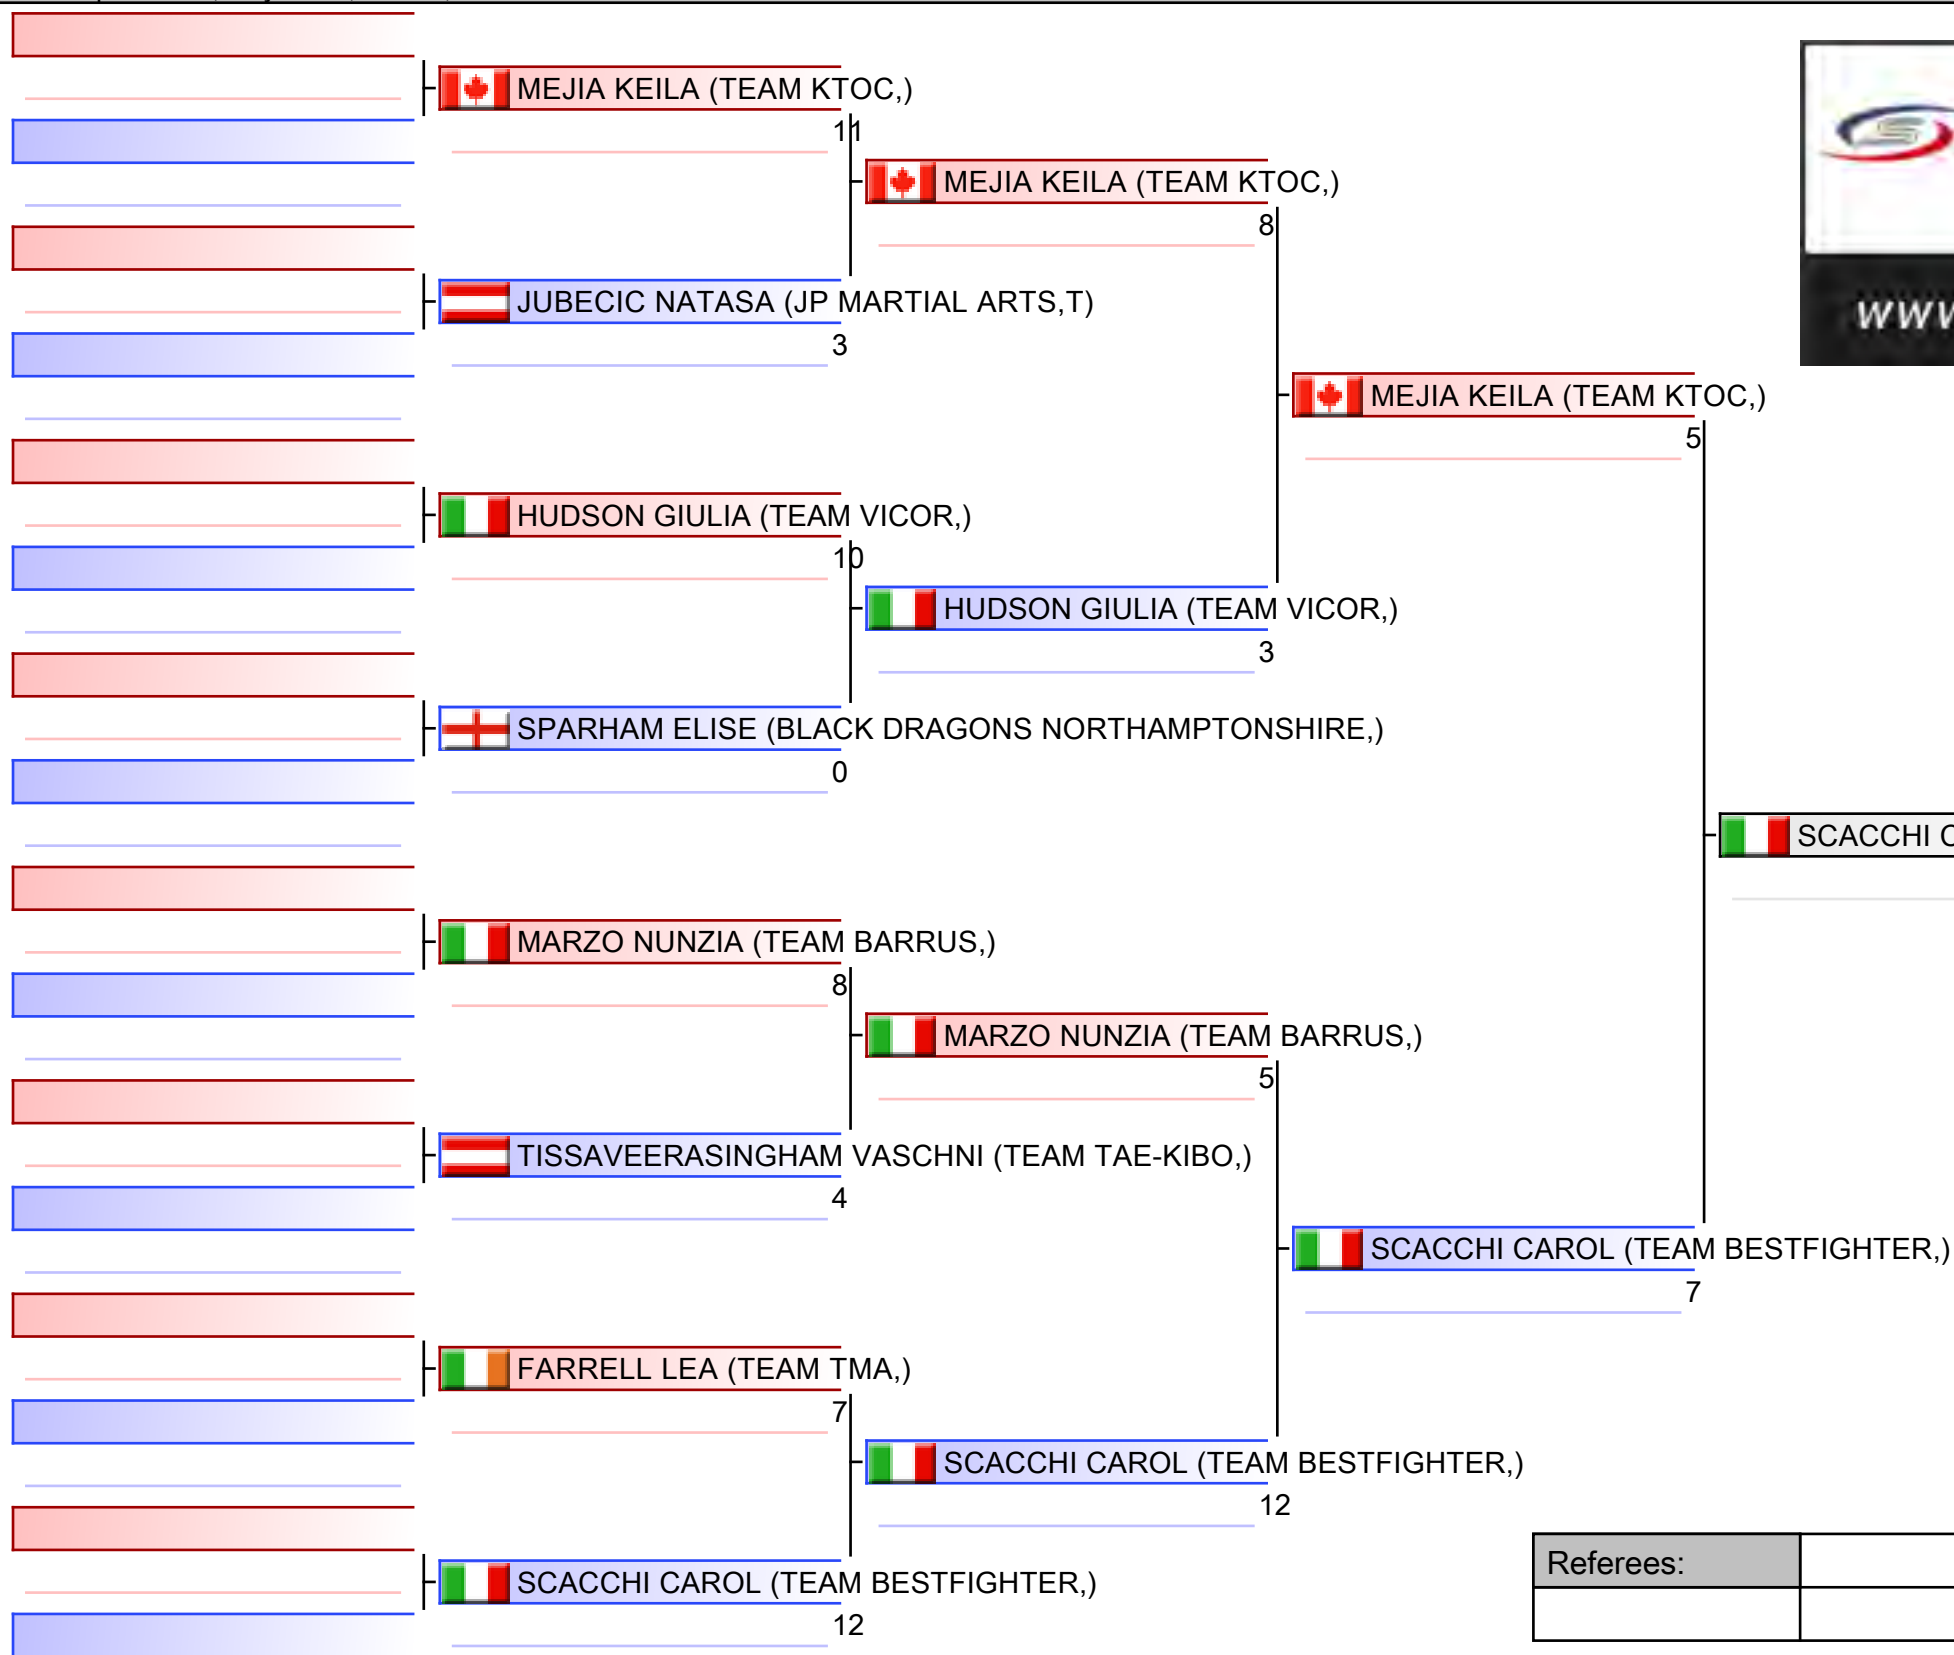 MEJIA KEILA (TEAM KTOC,)
11
MEJIA KEILA (TEAM KTOC,)
8
JUBECIC NATASA (JP MARTIAL ARTS,T)
3
MEJIA KEILA (TEAM KTOC,)
5
HUDSON GIULIA (TEAM VICOR,)
10
HUDSON GIULIA (TEAM VICOR,)
3
SPARHAM ELISE (BLACK DRAGONS NORTHAMPTONSHIRE,)
0
SCACCHI C
MARZO NUNZIA (TEAM BARRUS,)
8
MARZO NUNZIA (TEAM BARRUS,)
5
TISSAVEERASINGHAM VASCHNI (TEAM TAE-KIBO,)
4
SCACCHI CAROL (TEAM BESTFIGHTER,)
7
FARRELL LEA (TEAM TMA,)
7
SCACCHI CAROL (TEAM BESTFIGHTER,)
12
SCACCHI CAROL (TEAM BESTFIGHTER,)
12
Referees: